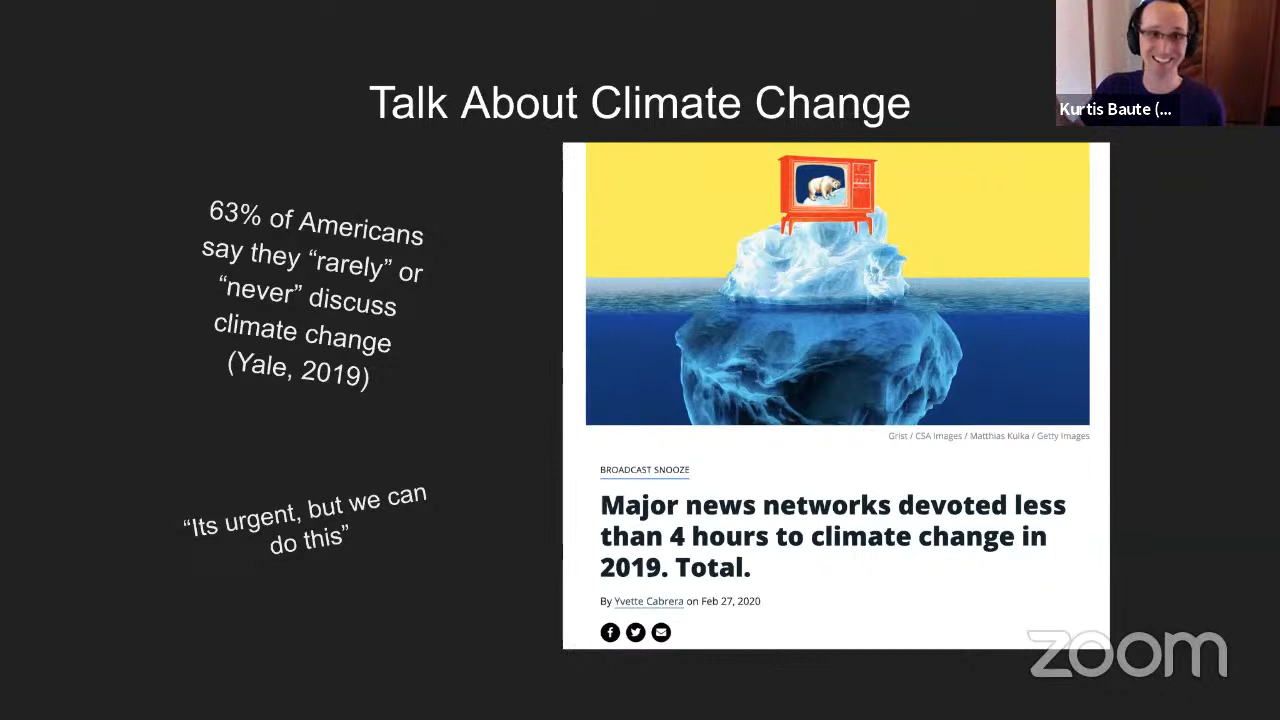 Talk About Climate Change
Kurtis Baute (...
63% of Americans
say they “rarely” or
“never” discuss
climate change
(Yale, 2019)
“Its urgent, but we can
do this”
Grist / CSA Images / Matthias Kulka / Getty Images
BROADCAST SNOOZE
Major news networks devoted less
than 4 hours to climate change in
2019. Total.
By Yvette Cabrera on Feb 27, 2020
zoom